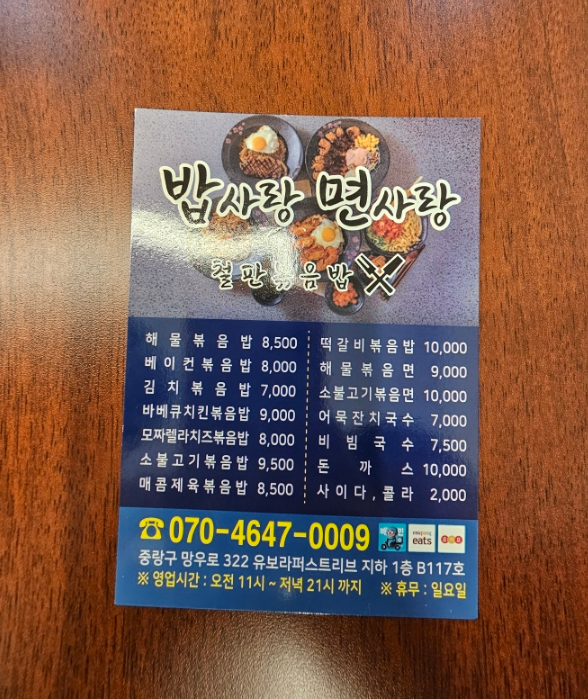 밥사랑 면사랑
철판볶음밥
해물볶음밥 8,500
베이컨볶음밥 8,000
김치볶음밥 7,000
바베큐치킨볶음밥 9,000
모짜렐라치즈볶음밥 8,000
소불고기볶음밥 9,500
매콤제육볶음밥 8,500
떡갈비볶음밥 10,000
해물볶음면 9,000
소불고기볶음면 10,000
어묵잔치국수 7,000
비빔국수 7,500
돈까스 10,000
사이다,콜라 2,000
☎070-4647-0009
eats
중랑구 망우로 322 유보라퍼스트리브 지하 1층 B117호
※ 영업시간 : 오전 11시 ~ 저녁 21시 까지 ※ 휴무 : 일요일